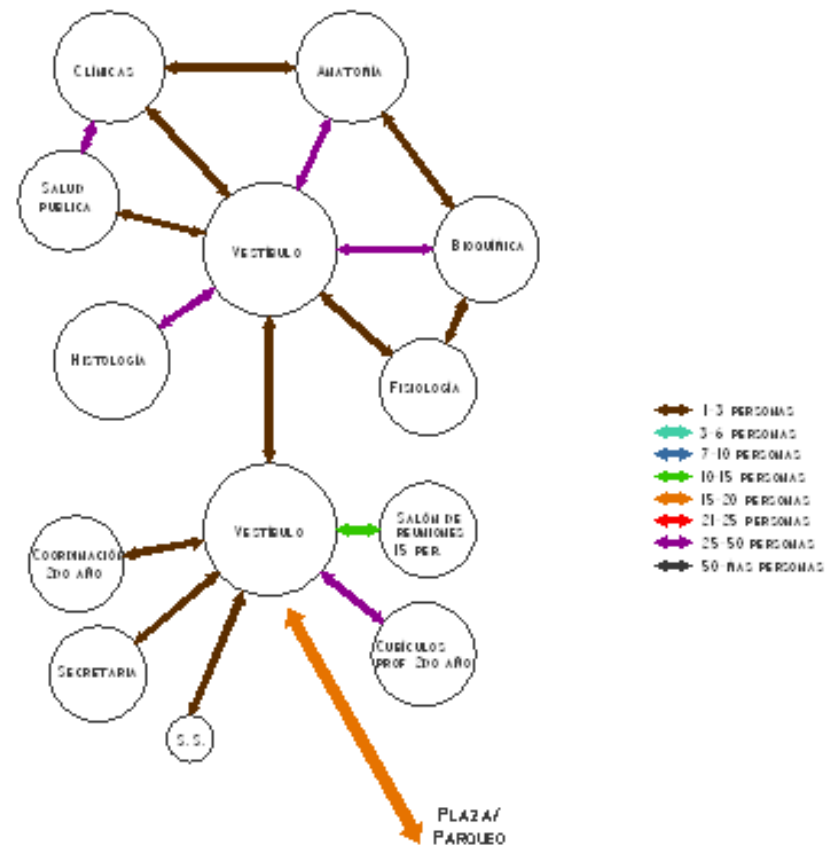 CLÍNICAS
ANATOMÍA
SALUD
PUBLICA
VESTÍBULO
BIOQUÍMICA
HISTOLOGÍA
FISIOLOGÍA
1-3 PERSONAS
3-6 PERSONAS
7-10 PERSONAS
10-15 PERSONAS
15-20 PERSONAS
21-25 PERSONAS
25-50 PERSONAS
50-MAS PERSONAS
VESTÍBULO
SALÓN DE
REUNIONES
15 PER.
COORDINACIÓN
2DO AÑO
CUBÍCULOS
PROF 2DO AÑO
SECRETARIA
S.S.
PLAZA/
PARQUEO